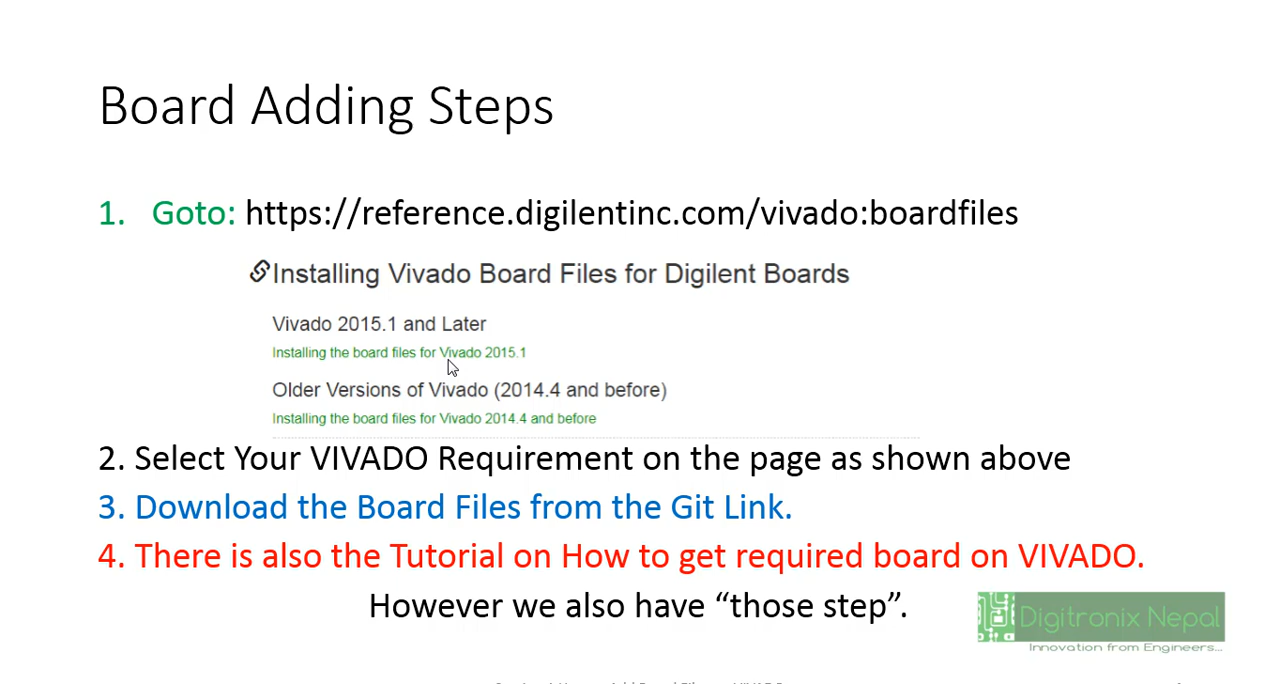 Board Adding Steps
1. Goto: https://reference.digilentinc.com/vivado:boardfiles
Installing Vivado Board Files for Digilent Boards
Vivado 2015.1 and Later
Installing the board files for Vivado 2015.1
Older Versions of Vivado (2014.4 and before)
Installing the board files for Vivado 2014.4 and before
2. Select Your VIVADO Requirement on the page as shown above
3. Download the Board Files from the Git Link.
4. There is also the Tutorial on How to get required board on VIVADO.
However we also have “those step”.
Digitronix Nepal
Innovation from Engineers...